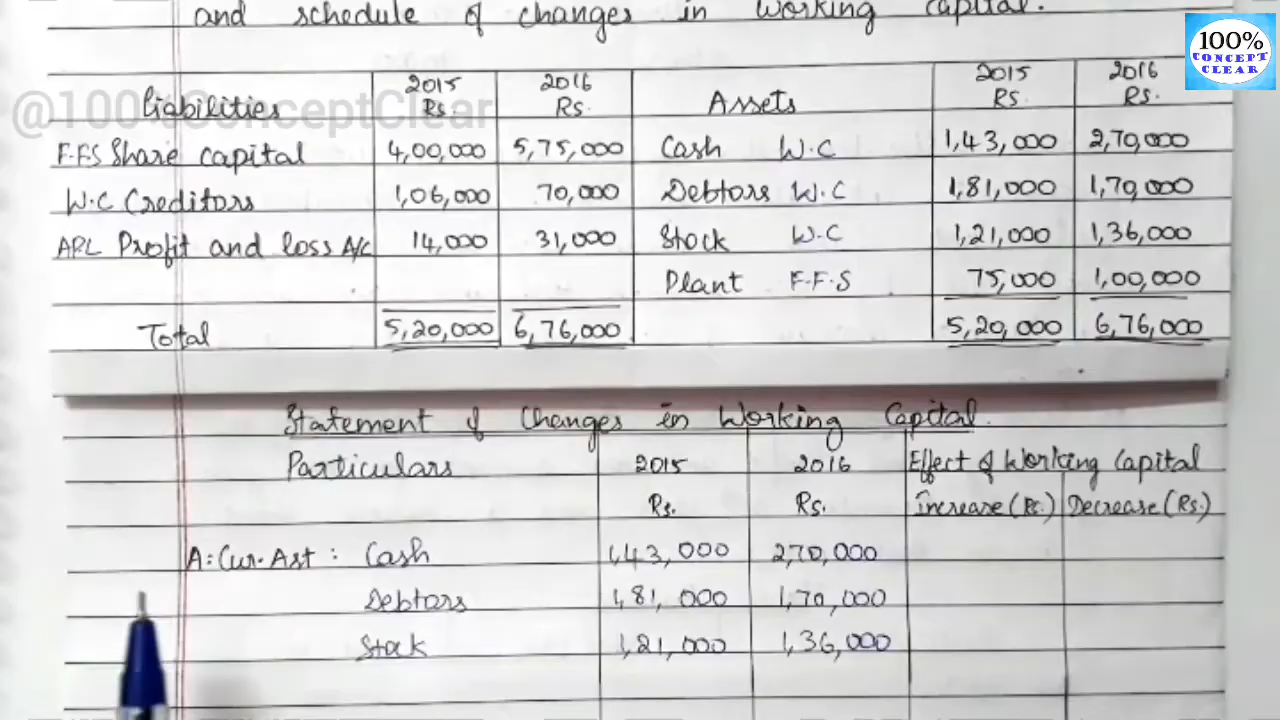 and schedule of changes in working capital.
100%
CONCEPT
CLEAR
@100%ConceptClear
Liabilities 2015 Rs 2016 Rs. Assets 2015 Rs. 2016 Rs.
F.F.S Share capital 4,00,000 5,75,000 Cash W.C 1,43,000 2,70,000
W.C Creditors 1,06,000 70,000 Debtors W.C 1,81,000 1,70,000
APL Profit and loss A/C 14,000 31,000 Stock W.C 1,21,000 1,36,000
Plant F.F.S 75,000 1,00,000
Total 5,20,000 6,76,000 5,20,000 6,76,000
Statement of Changes in Working Capital.
Particulars 2015 2016 Effect of Working Capital
Rs. Rs. Increase (Rs.) Decrease (Rs.)
A: Cur. Ast : Cash 1,43,000 2,70,000
Debtors 1,81,000 1,70,000
Stock 1,21,000 1,36,000